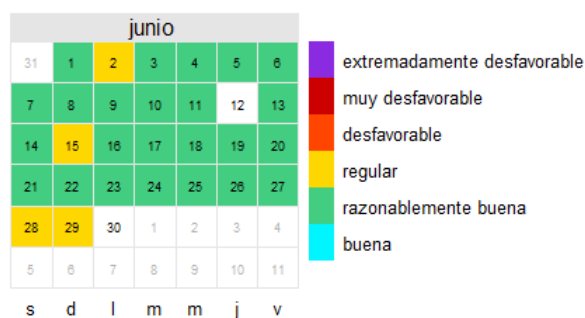 junio
31 1 2 3 4 5 6
7 8 9 10 11 12 13
14 15 16 17 18 19 20
21 22 23 24 25 26 27
28 29 30 1 2 3 4
5 6 7 8 9 10 11
s d l m m j v
extremadamente desfavorable
muy desfavorable
desfavorable
regular
razonablemente buena
buena